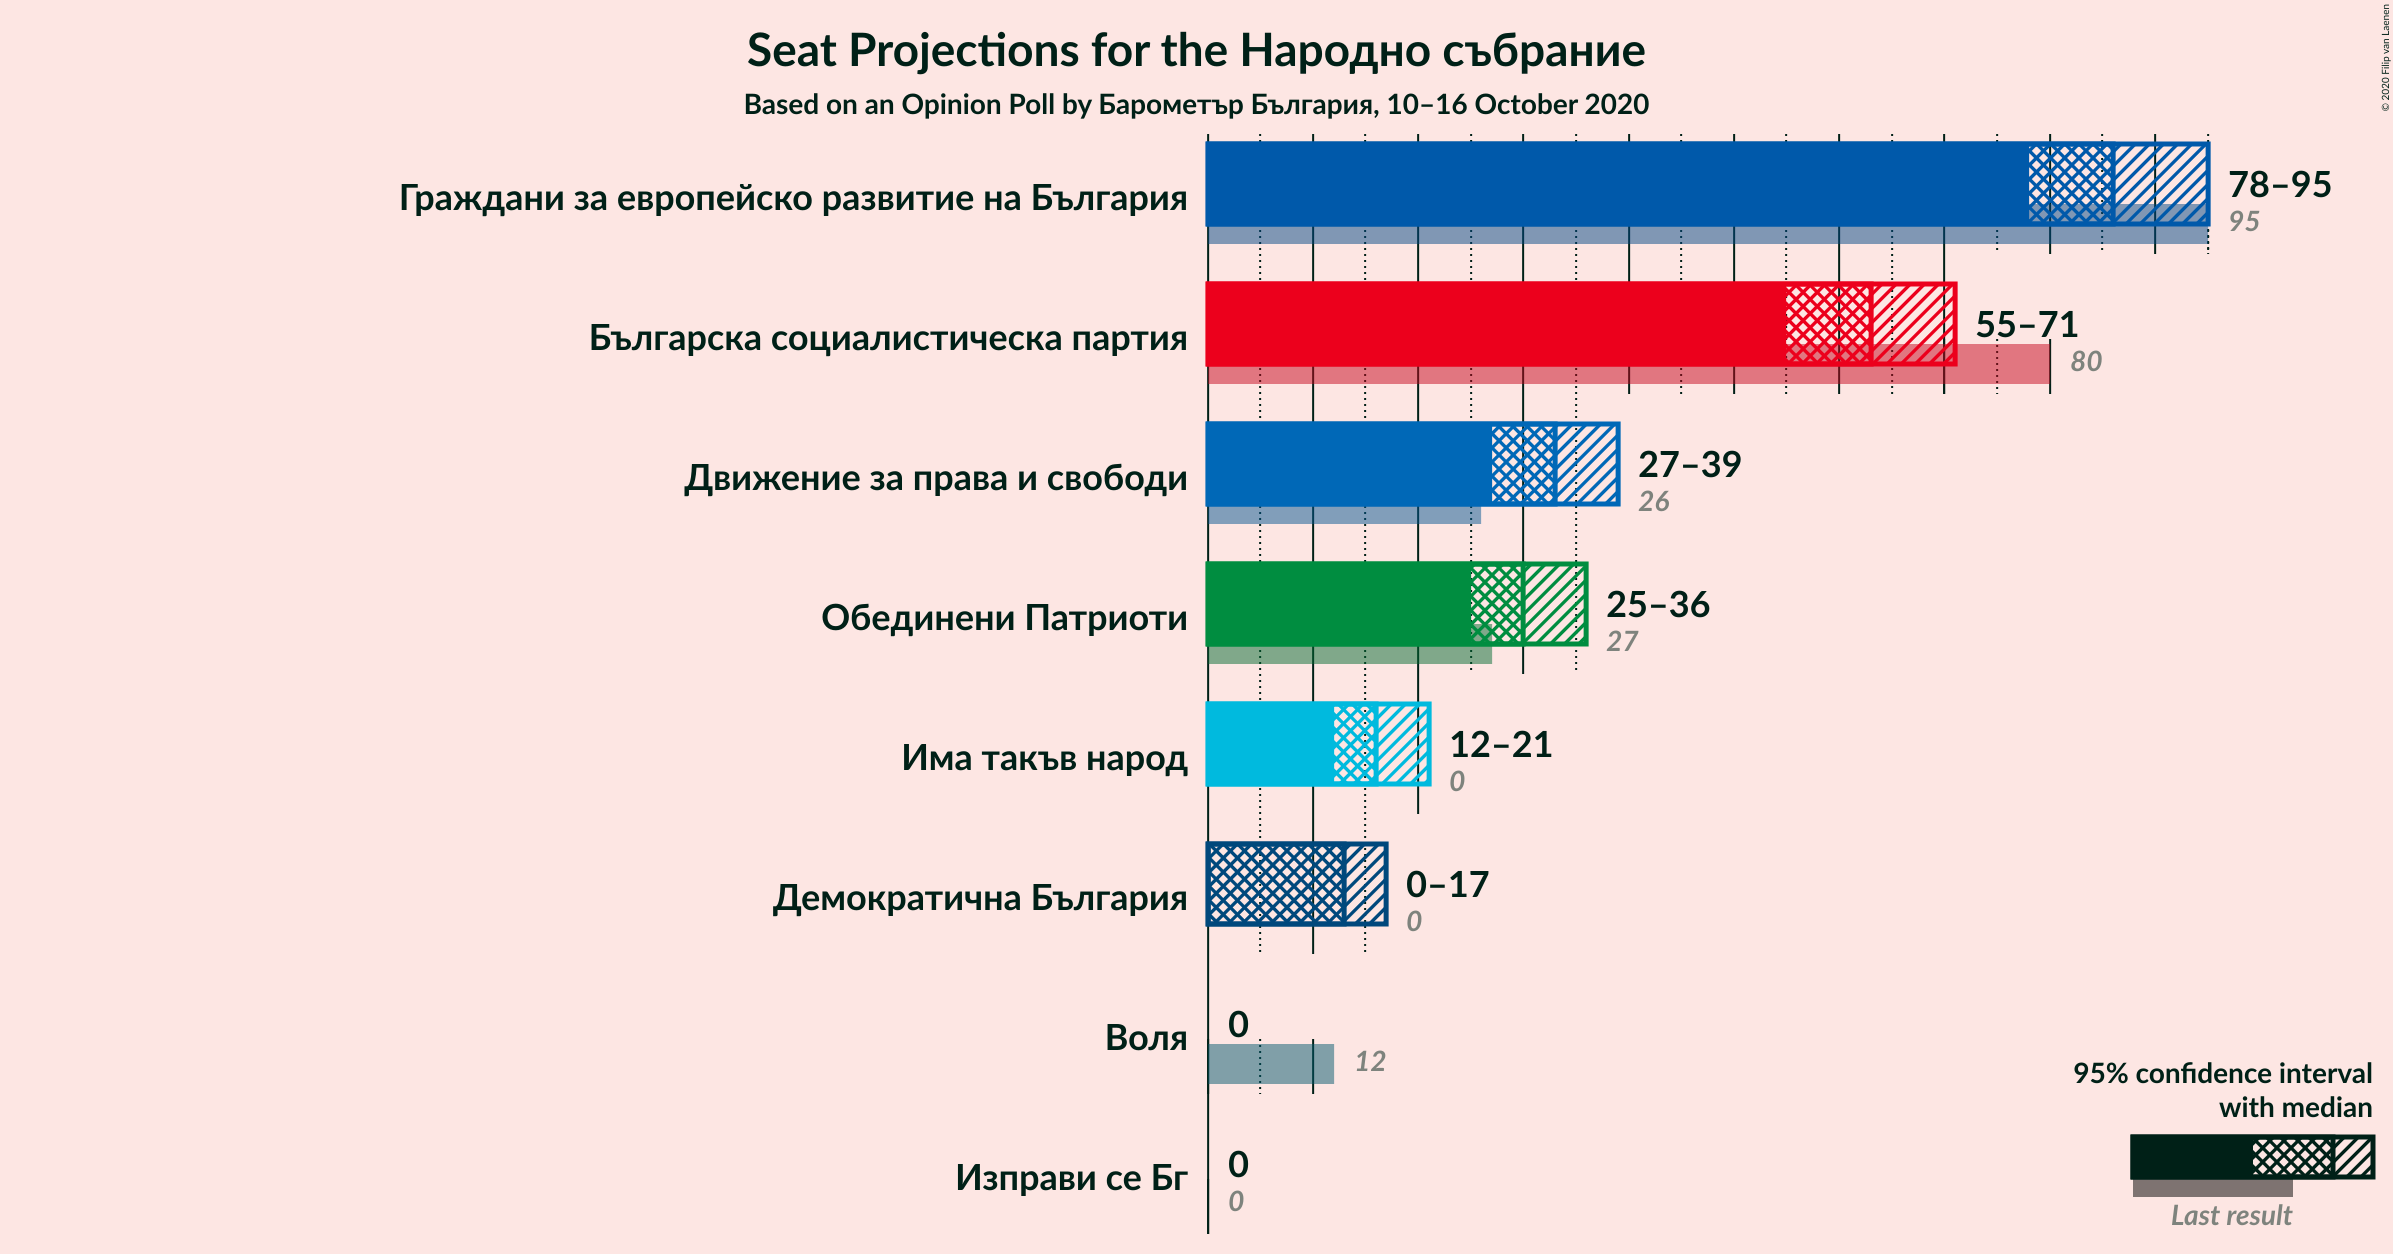 Seat Projections for the Народно събрание
Based on an Opinion Poll by Барометър България, 10–16 October 2020
© 2020 Filip van Laenen
Граждани за европейско развитие на България
78–95
95
Българска социалистическа партия
55–71
80
Движение за права и свободи
27–39
26
Обединени Патриоти
25–36
27
Има такъв народ
12–21
0
Демократична България
0–17
0
Воля
0
12
Изправи се Бг
0
0
95% confidence interval
with median
Last result